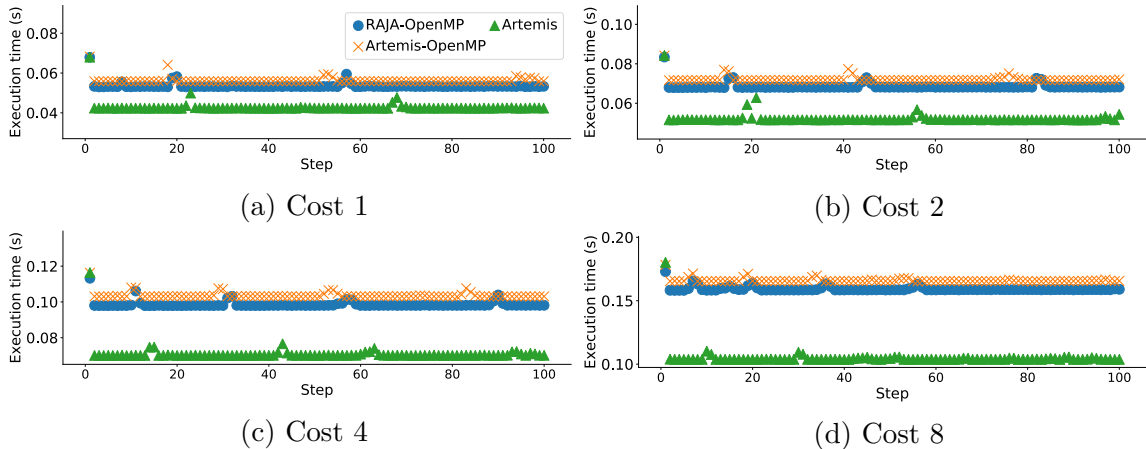 RAJA-OpenMP
Artemis-OpenMP
Artemis
Execution time (s)
0.08
0.06
0.04
0
20
40
60
80
100
Step
(a) Cost 1
Execution time (s)
0.10
0.08
0.06
0
20
40
60
80
100
Step
(b) Cost 2
Execution time (s)
0.12
0.10
0.08
0
20
40
60
80
100
Step
(c) Cost 4
Execution time (s)
0.20
0.15
0.10
0
20
40
60
80
100
Step
(d) Cost 8